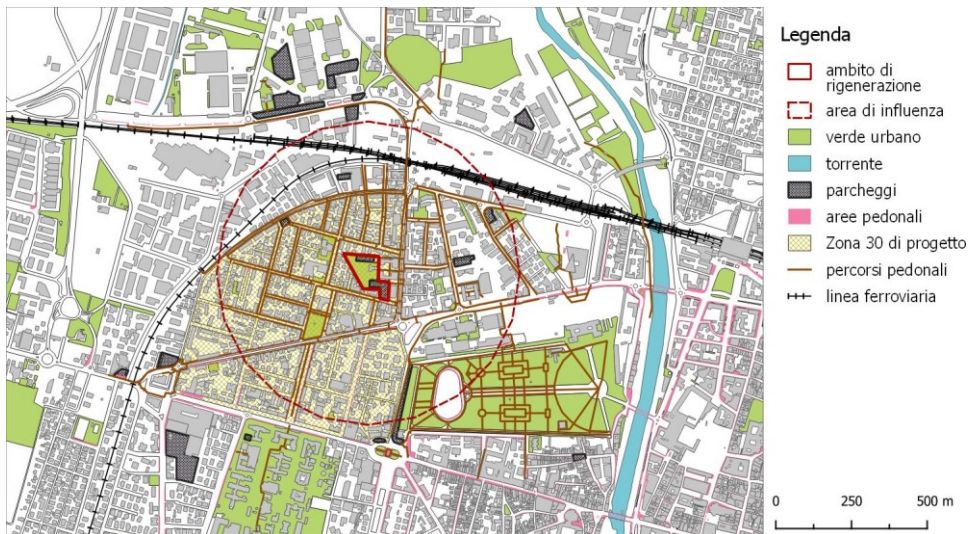 Legenda
ambito di
rigenerazione
area di influenza
verde urbano
torrente
parcheggi
aree pedonali
Zona 30 di progetto
percorsi pedonali
linea ferroviaria
0 250 500 m